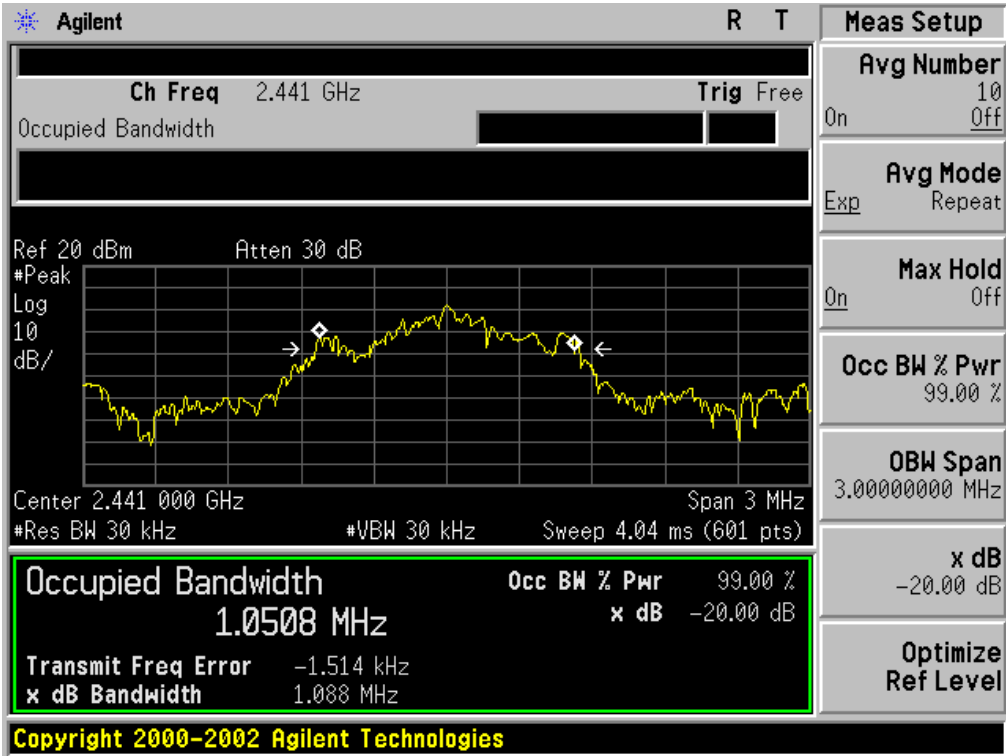 Agilent R T
Ch Freq 2.441 GHz Trig Free
Occupied Bandwidth
Ref 20 dBm Atten 30 dB
#Peak
Log
10
dB/
Center 2.441 000 GHz Span 3 MHz
#Res BW 30 kHz #VBW 30 kHz Sweep 4.04 ms (601 pts)
Occupied Bandwidth Occ BW % Pwr 99.00 %
1.0508 MHz x dB -20.00 dB
Transmit Freq Error -1.514 kHz
x dB Bandwidth 1.088 MHz
Copyright 2000-2002 Agilent Technologies
Meas Setup
Avg Number
10
On Off
Avg Mode
Exp Repeat
Max Hold
On Off
Occ BW % Pwr
99.00 %
OBW Span
3.00000000 MHz
x dB
-20.00 dB
Optimize
Ref Level